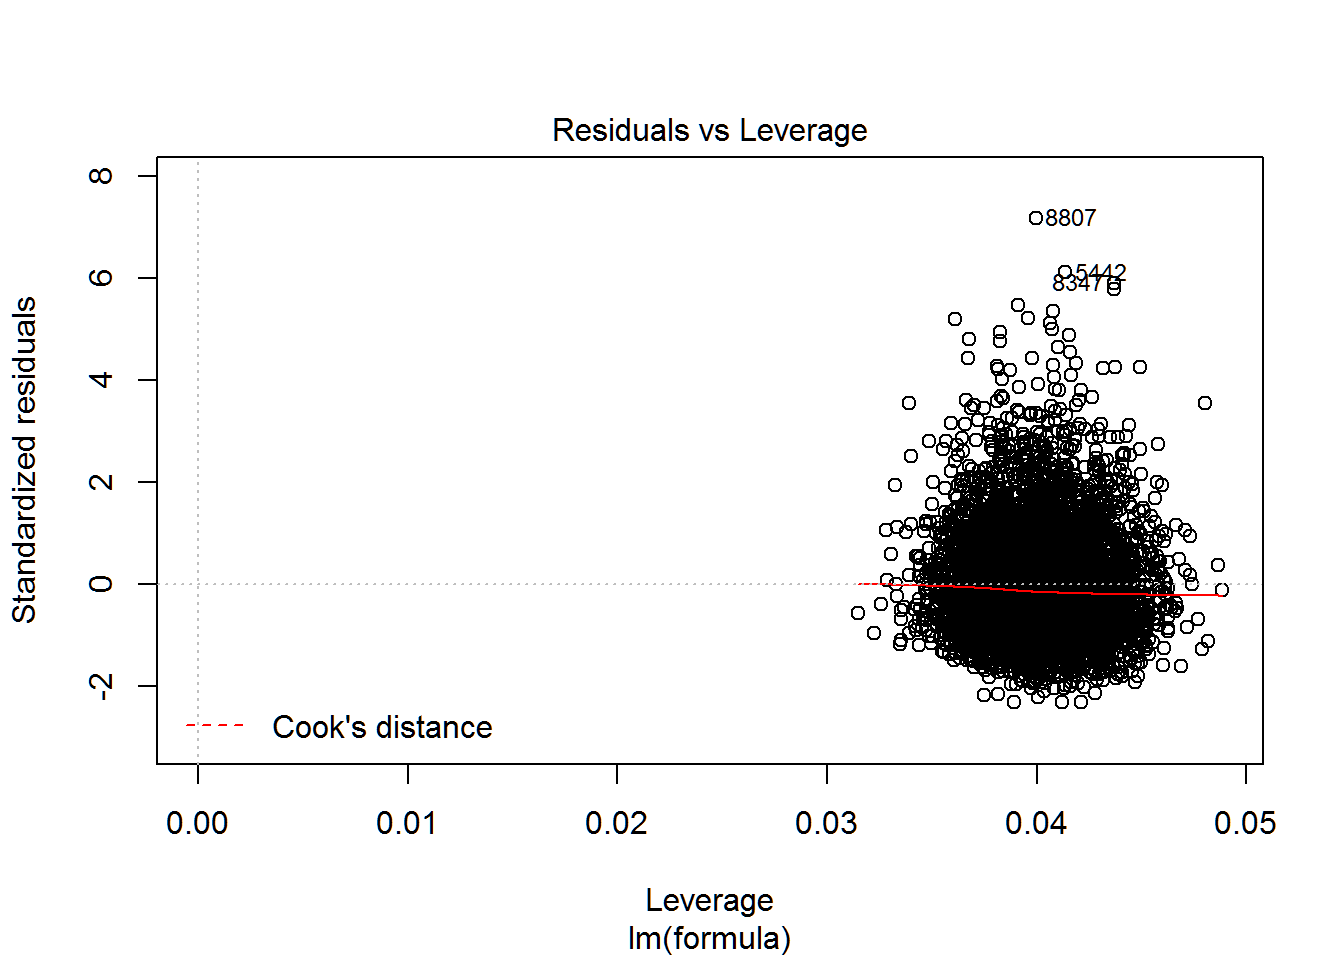 Residuals vs Leverage
Standardized residuals
8
6
4
2
0
-2
8807
5442
8347
Cook's distance
0.00 0.01 0.02 0.03 0.04 0.05
Leverage
lm(formula)